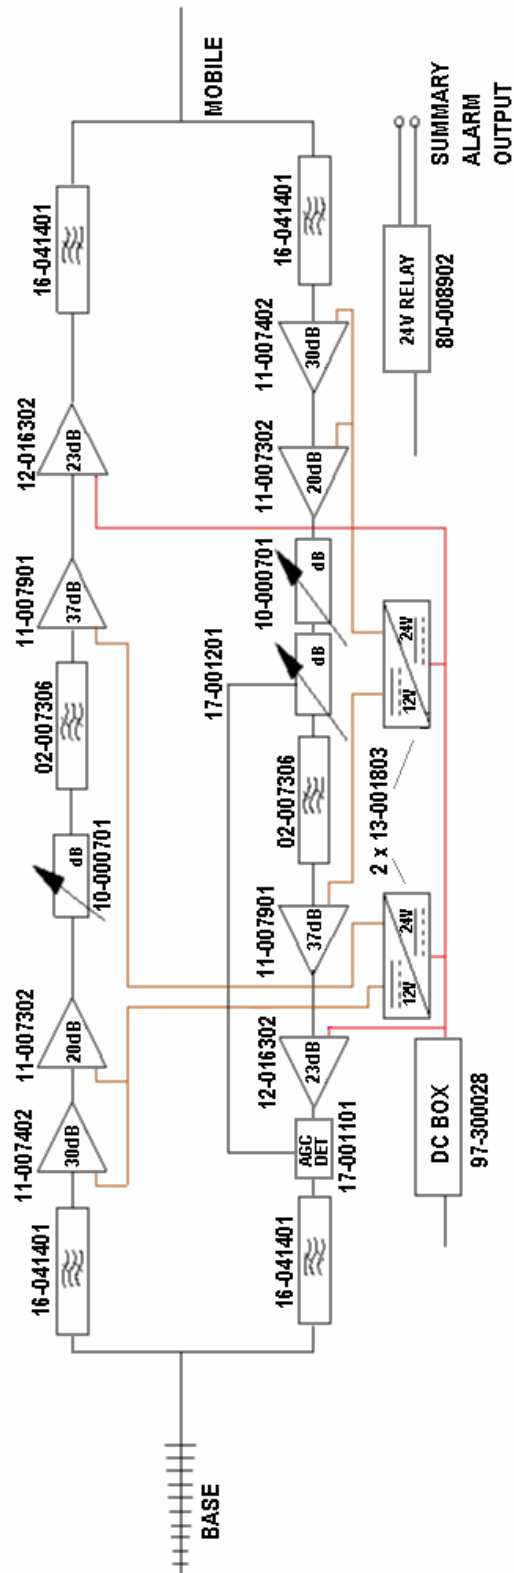 16-041401
11-007402
11-007302
10-000701
02-007306
11-007901
12-016302
16-041401
30dB
20dB
dB
37dB
23dB
BASE
MOBILE
16-041401
12-016302
11-007901
02-007306
17-001201
10-000701
11-007302
11-007402
16-041401
AGC
DET
23dB
37dB
dB
dB
20dB
30dB
17-001101
2 x 13-001803
12V
24V
12V
24V
DC BOX
97-300028
24V RELAY
80-008902
SUMMARY
ALARM
OUTPUT